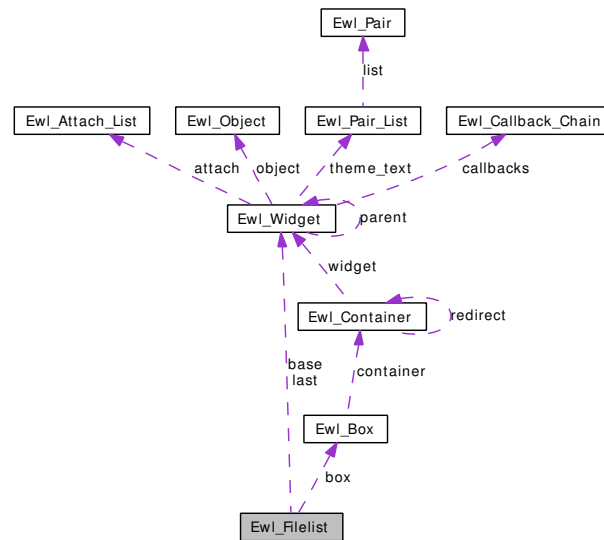 Ewl_Pair
list
Ewl_Attach_List
Ewl_Object
Ewl_Pair_List
Ewl_Callback_Chain
attach
object
theme_text
callbacks
Ewl_Widget
parent
widget
Ewl_Container
redirect
base
last
container
Ewl_Box
box
Ewl_Filelist